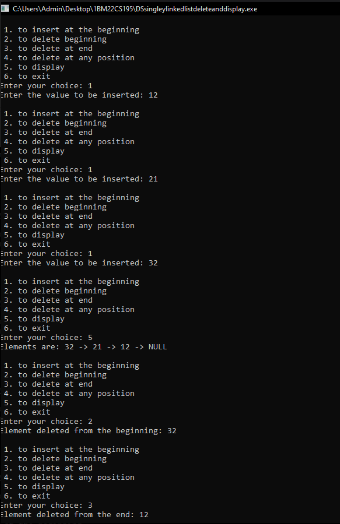 C:\Users\Admin\Desktop\1BM22CS195\DSsingleylinkedlistdeleteanddisplay.exe
1. to insert at the beginning
2. to delete beginning
3. to delete at end
4. to delete at any position
5. to display
6. to exit
Enter your choice: 1
Enter the value to be inserted: 12
1. to insert at the beginning
2. to delete beginning
3. to delete at end
4. to delete at any position
5. to display
6. to exit
Enter your choice: 1
Enter the value to be inserted: 21
1. to insert at the beginning
2. to delete beginning
3. to delete at end
4. to delete at any position
5. to display
6. to exit
Enter your choice: 1
Enter the value to be inserted: 32
1. to insert at the beginning
2. to delete beginning
3. to delete at end
4. to delete at any position
5. to display
6. to exit
Enter your choice: 5
Elements are: 32 -> 21 -> 12 -> NULL
1. to insert at the beginning
2. to delete beginning
3. to delete at end
4. to delete at any position
5. to display
6. to exit
Enter your choice: 2
Element deleted from the beginning: 32
1. to insert at the beginning
2. to delete beginning
3. to delete at end
4. to delete at any position
5. to display
6. to exit
Enter your choice: 3
Element deleted from the end: 12